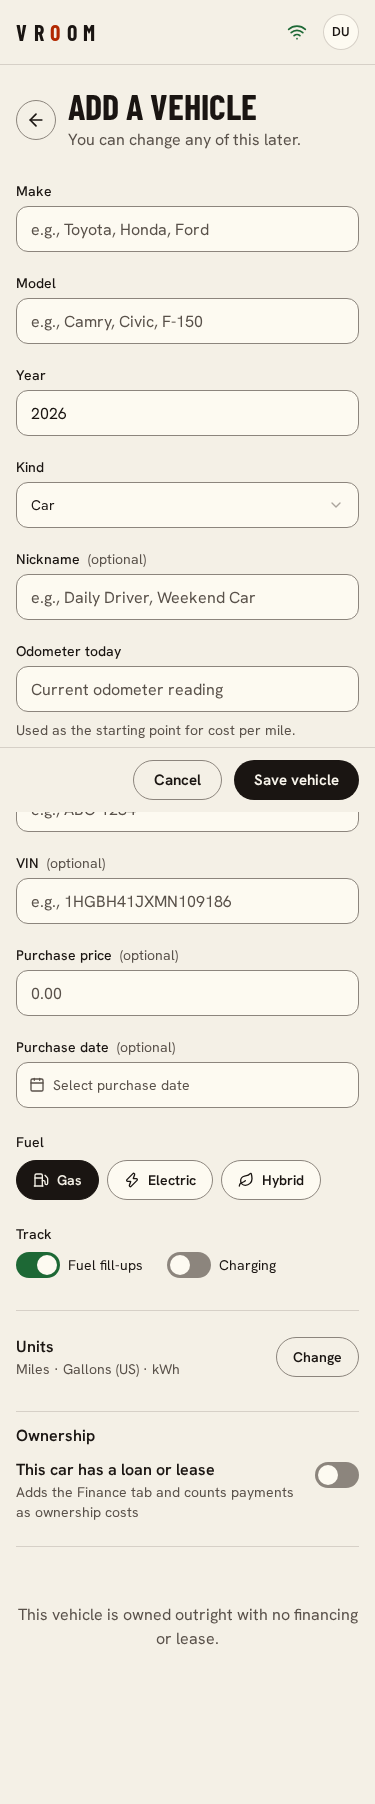 VROOM
DU
ADD A VEHICLE
You can change any of this later.
Make
e.g., Toyota, Honda, Ford
Model
e.g., Camry, Civic, F-150
Year
2026
Kind
Car
Nickname (optional)
e.g., Daily Driver, Weekend Car
Odometer today
Current odometer reading
Used as the starting point for cost per mile.
Cancel
Save vehicle
VIN (optional)
e.g., 1HGBH41JXMN109186
Purchase price (optional)
0.00
Purchase date (optional)
Select purchase date
Fuel
Gas
Electric
Hybrid
Track
Fuel fill-ups
Charging
Units
Miles · Gallons (US) · kWh
Change
Ownership
This car has a loan or lease
Adds the Finance tab and counts payments
as ownership costs
This vehicle is owned outright with no financing
or lease.